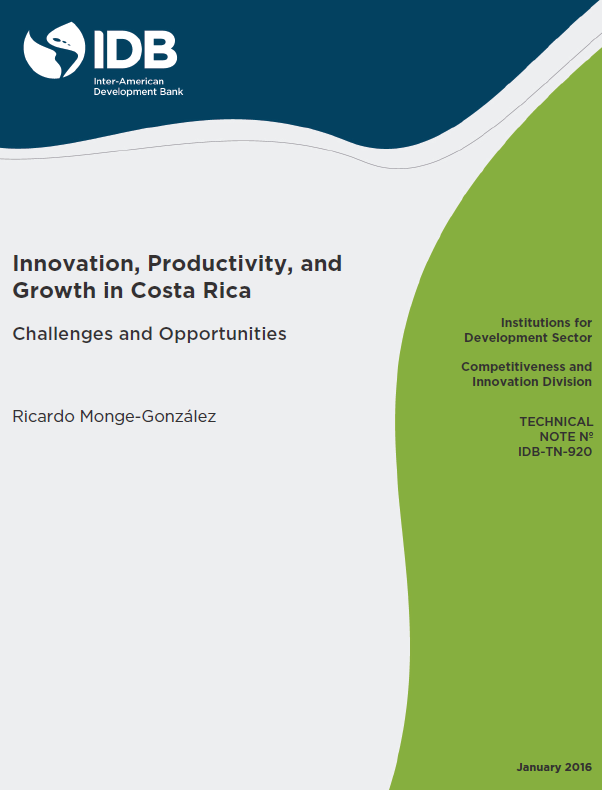 IDB
Inter-American
Development Bank
Innovation, Productivity, and
Growth in Costa Rica
Challenges and Opportunities
Ricardo Monge-González
Institutions for
Development Sector
Competitiveness and
Innovation Division
TECHNICAL
NOTE Nº
IDB-TN-920
January 2016